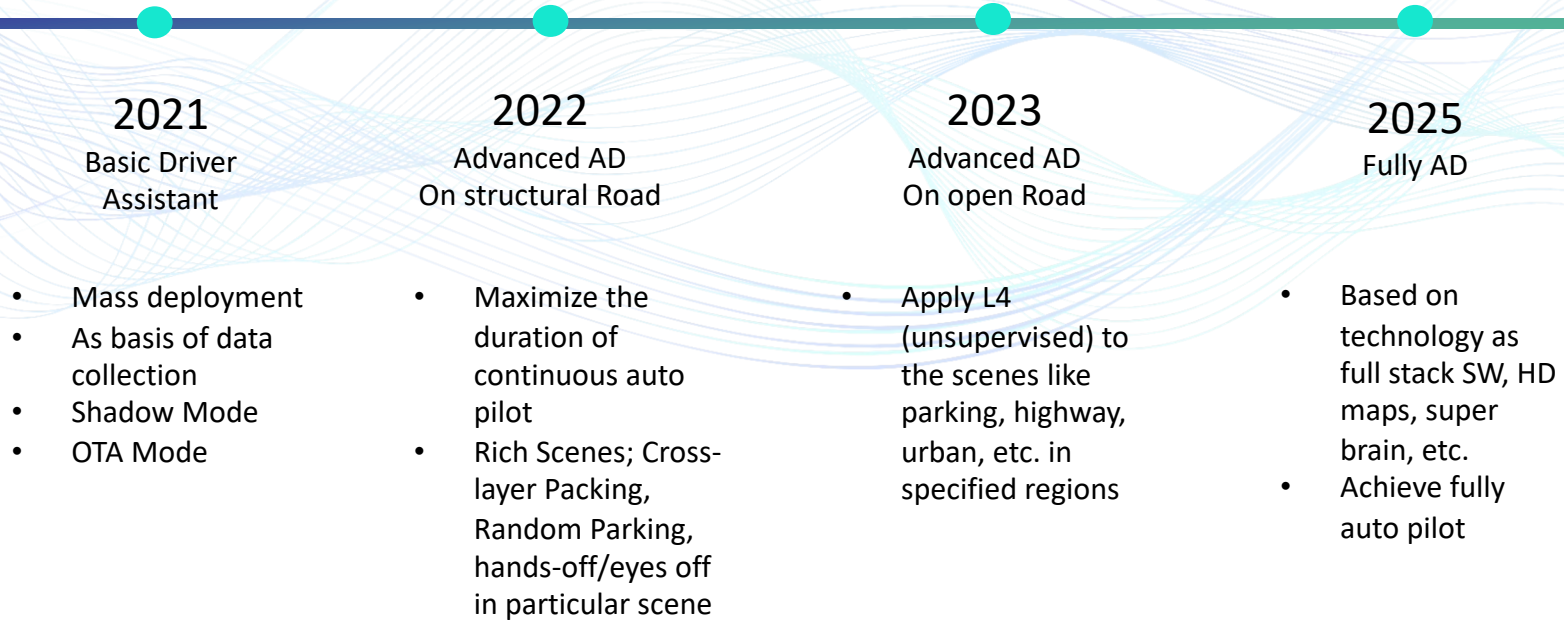 2021
Basic Driver
Assistant
• Mass deployment
• As basis of data
collection
• Shadow Mode
• OTA Mode
2022
Advanced AD
On structural Road
• Maximize the
duration of
continuous auto
pilot
• Rich Scenes; Cross-
layer Packing,
Random Parking,
hands-off/eyes off
in particular scene
2023
Advanced AD
On open Road
• Apply L4
(unsupervised) to
the scenes like
parking, highway,
urban, etc. in
specified regions
2025
Fully AD
• Based on
technology as
full stack SW, HD
maps, super
brain, etc.
• Achieve fully
auto pilot